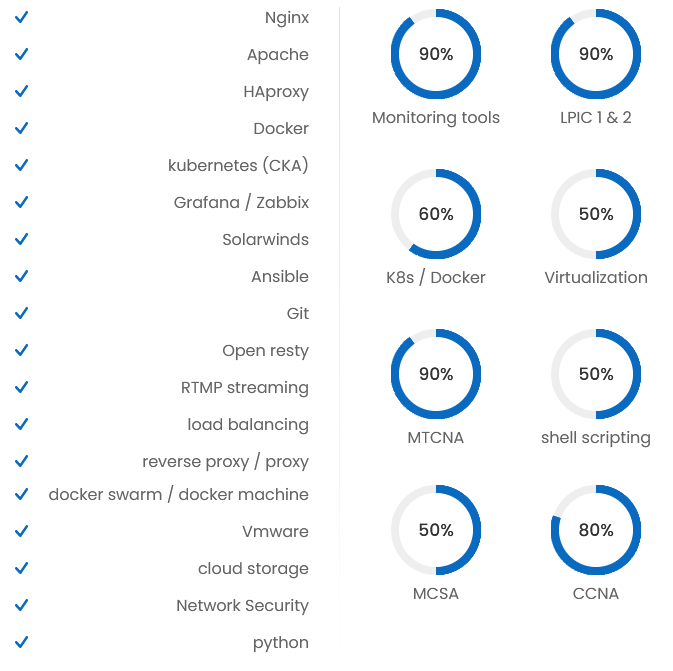 Nginx
Apache
HAproxy
Docker
kubernetes (CKA)
Grafana / Zabbix
Solarwinds
Ansible
Git
Open resty
RTMP streaming
load balancing
reverse proxy / proxy
docker swarm / docker machine
Vmware
cloud storage
Network Security
python
90%
90%
Monitoring tools
LPIC 1 & 2
60%
50%
K8s / Docker
Virtualization
90%
50%
MTCNA
shell scripting
50%
80%
MCSA
CCNA